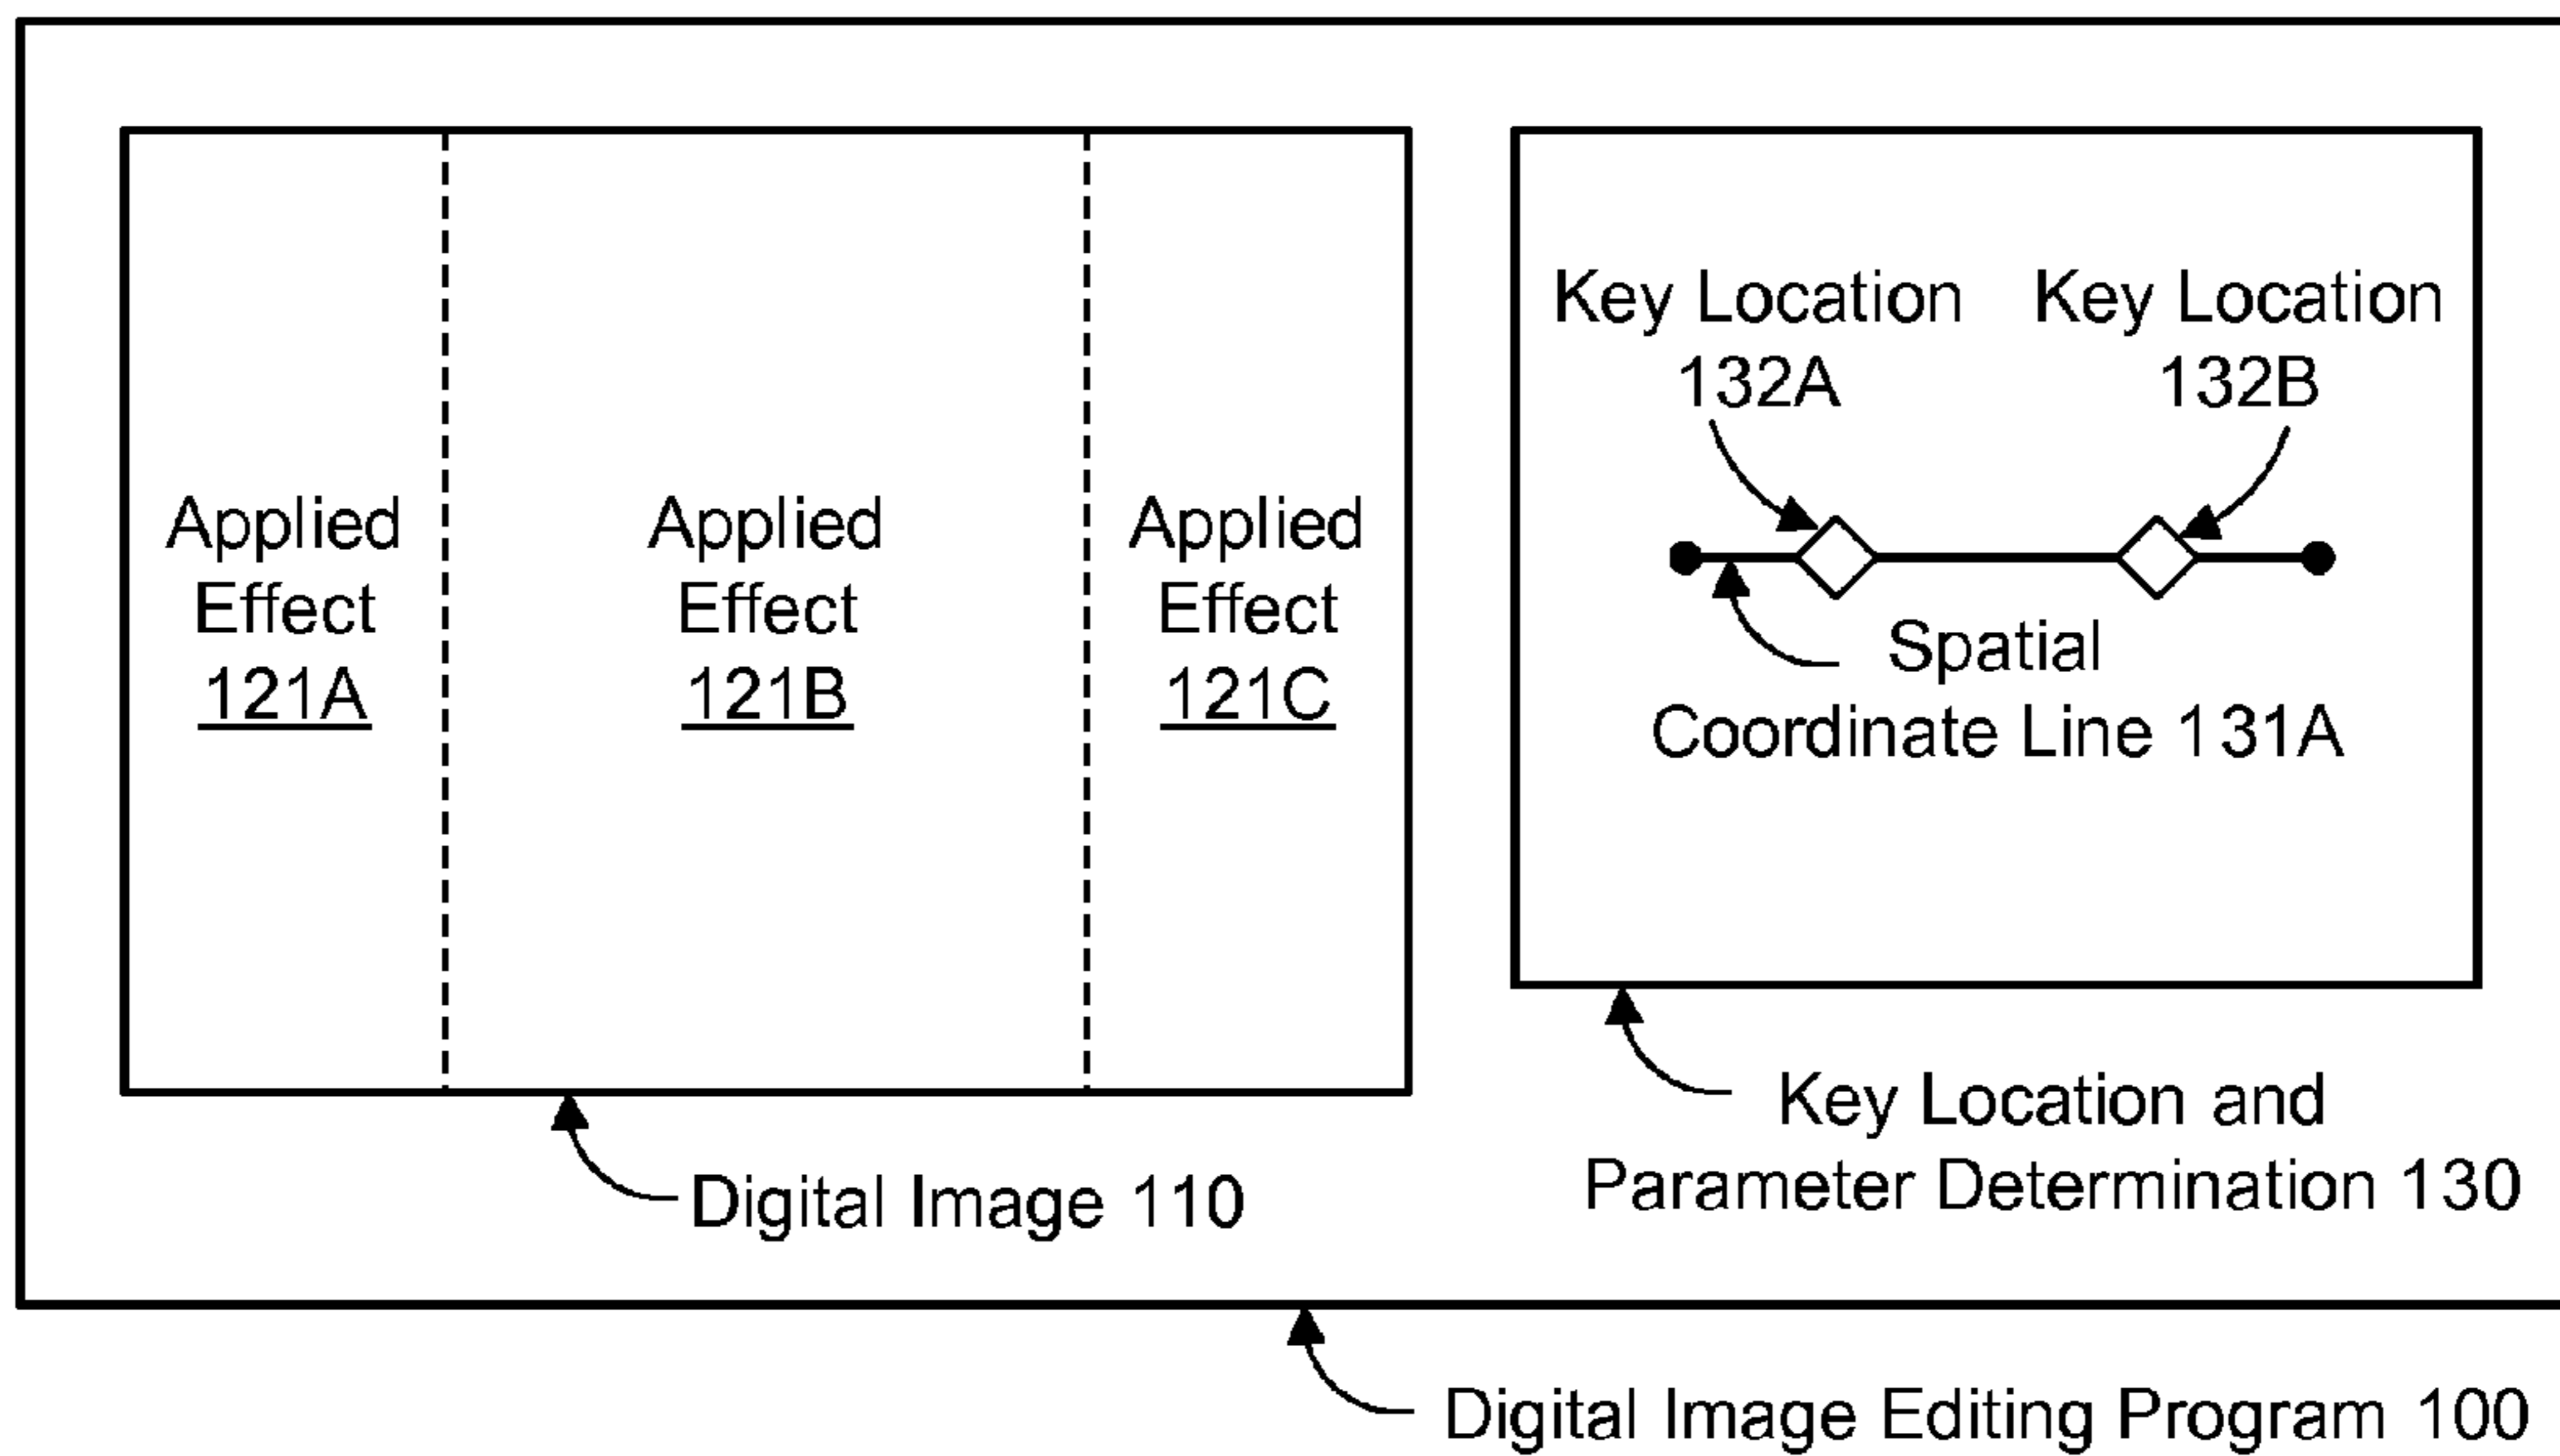 Applied
Effect
121A
Applied
Effect
121B
Applied
Effect
121C
Key Location
132A
Key Location
132B
Spatial
Coordinate Line 131A
Digital Image 110
Key Location and
Parameter Determination 130
Digital Image Editing Program 100